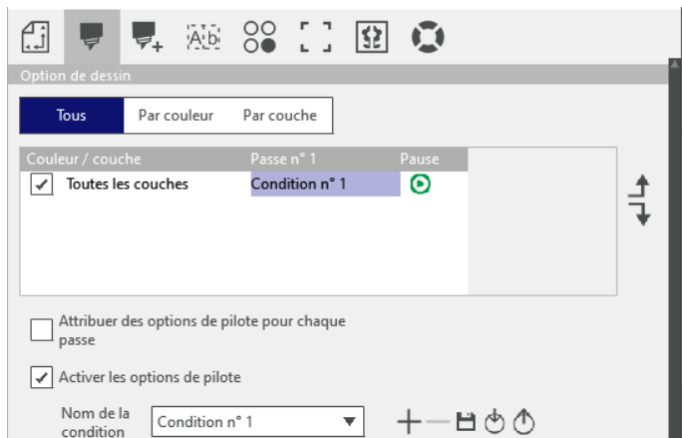 A b
Option de dessin
Tous Par couleur Par couche
Couleur / couche Passe n° 1 Pause
Toutes les couches Condition n° 1
Attribuer des options de pilote pour chaque
passe
Activer les options de pilote
Nom de la
condition Condition n° 1